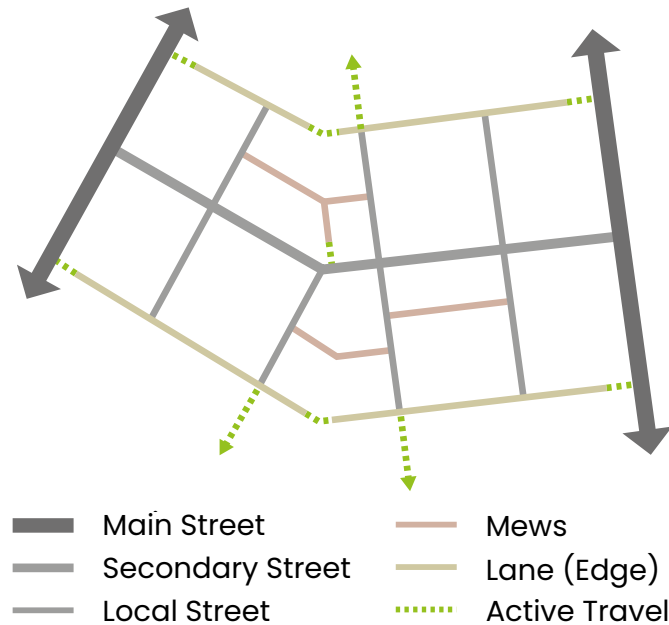 Main Street
Secondary Street
Local Street
Mews
Lane (Edge)
Active Travel